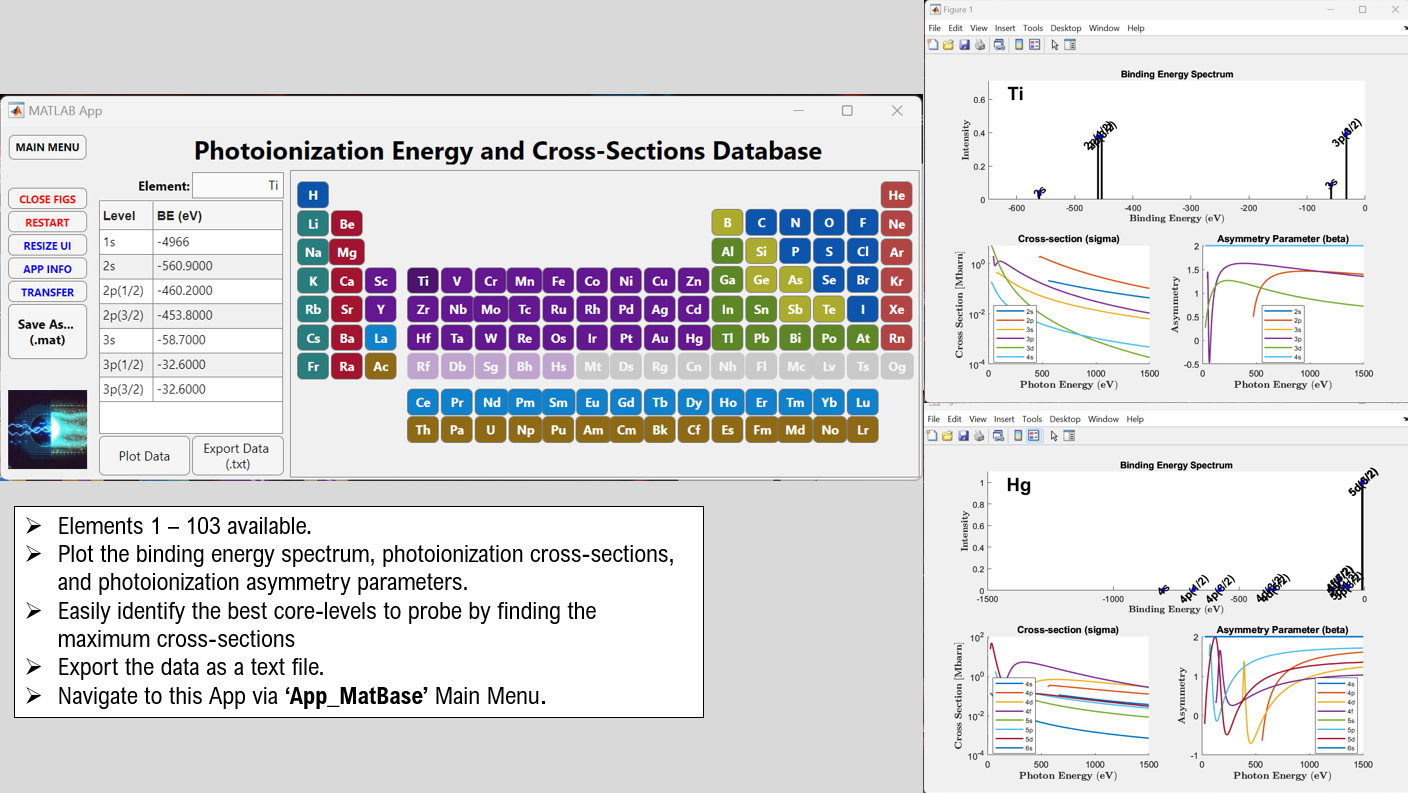 MATLAB App
MAIN MENU
Photoionization Energy and Cross-Sections Database
Element: Ti
CLOSE FIGS
RESTART
RESIZE UI
APP INFO
TRANSFER
Save As...
(.mat)
Level BE (eV)
1s -4966
2s -560.9000
2p(1/2) -460.2000
2p(3/2) -453.8000
3s -58.7000
3p(1/2) -32.6000
3p(3/2) -32.6000
Plot Data
Export Data
(.txt)
H He
Li Be B C N O F Ne
Na Mg Al Si P S Cl Ar
K Ca Sc Ti V Cr Mn Fe Co Ni Cu Zn Ga Ge As Se Br Kr
Rb Sr Y Zr Nb Mo Tc Ru Rh Pd Ag Cd In Sn Sb Te I Xe
Cs Ba La Hf Ta W Re Os Ir Pt Au Hg Tl Pb Bi Po At Rn
Fr Ra Ac Rf Db Sg Bh Hs Mt Ds Rg Cn Nh Fl Mc Lv Ts Og
Ce Pr Nd Pm Sm Eu Gd Tb Dy Ho Er Tm Yb Lu
Th Pa U Np Pu Am Cm Bk Cf Es Fm Md No Lr
➢ Elements 1 – 103 available.
➢ Plot the binding energy spectrum, photoionization cross-sections,
and photoionization asymmetry parameters.
➢ Easily identify the best core-levels to probe by finding the
maximum cross-sections
➢ Export the data as a text file.
➢ Navigate to this App via ‘App_MatBase’ Main Menu.
Figure 1
File Edit View Insert Tools Desktop Window Help
Binding Energy Spectrum
Ti
Intensity
0.6
0.4
0.2
0
2s
3s
-600 -500 -400 -300 -200 -100 0
Binding Energy (eV)
Cross-section (sigma)
Cross Section [Mbarn]
10^0
10^-2
10^-4
2s
2p
3s
3p
3d
4s
0 500 1000 1500
Photon Energy (eV)
Asymmetry Parameter (beta)
Asymmetry
2
1.5
1
0.5
0
-0.5
2s
2p
3s
3p
3d
4s
0 500 1000 1500
Photon Energy (eV)
File Edit View Insert Tools Desktop Window Help
Binding Energy Spectrum
Hg
Intensity
1
0.8
0.6
0.4
0.2
0
4s
-1500 -1000 -500 0
Binding Energy (eV)
Cross-section (sigma)
Cross Section [Mbarn]
10^2
10^0
10^-2
10^-4
4s
4p
4d
4f
5s
5p
5d
6s
0 500 1000 1500
Photon Energy (eV)
Asymmetry Parameter (beta)
Asymmetry
2
1
0
-1
4s
4p
4d
4f
5s
5p
5d
6s
0 500 1000 1500
Photon Energy (eV)